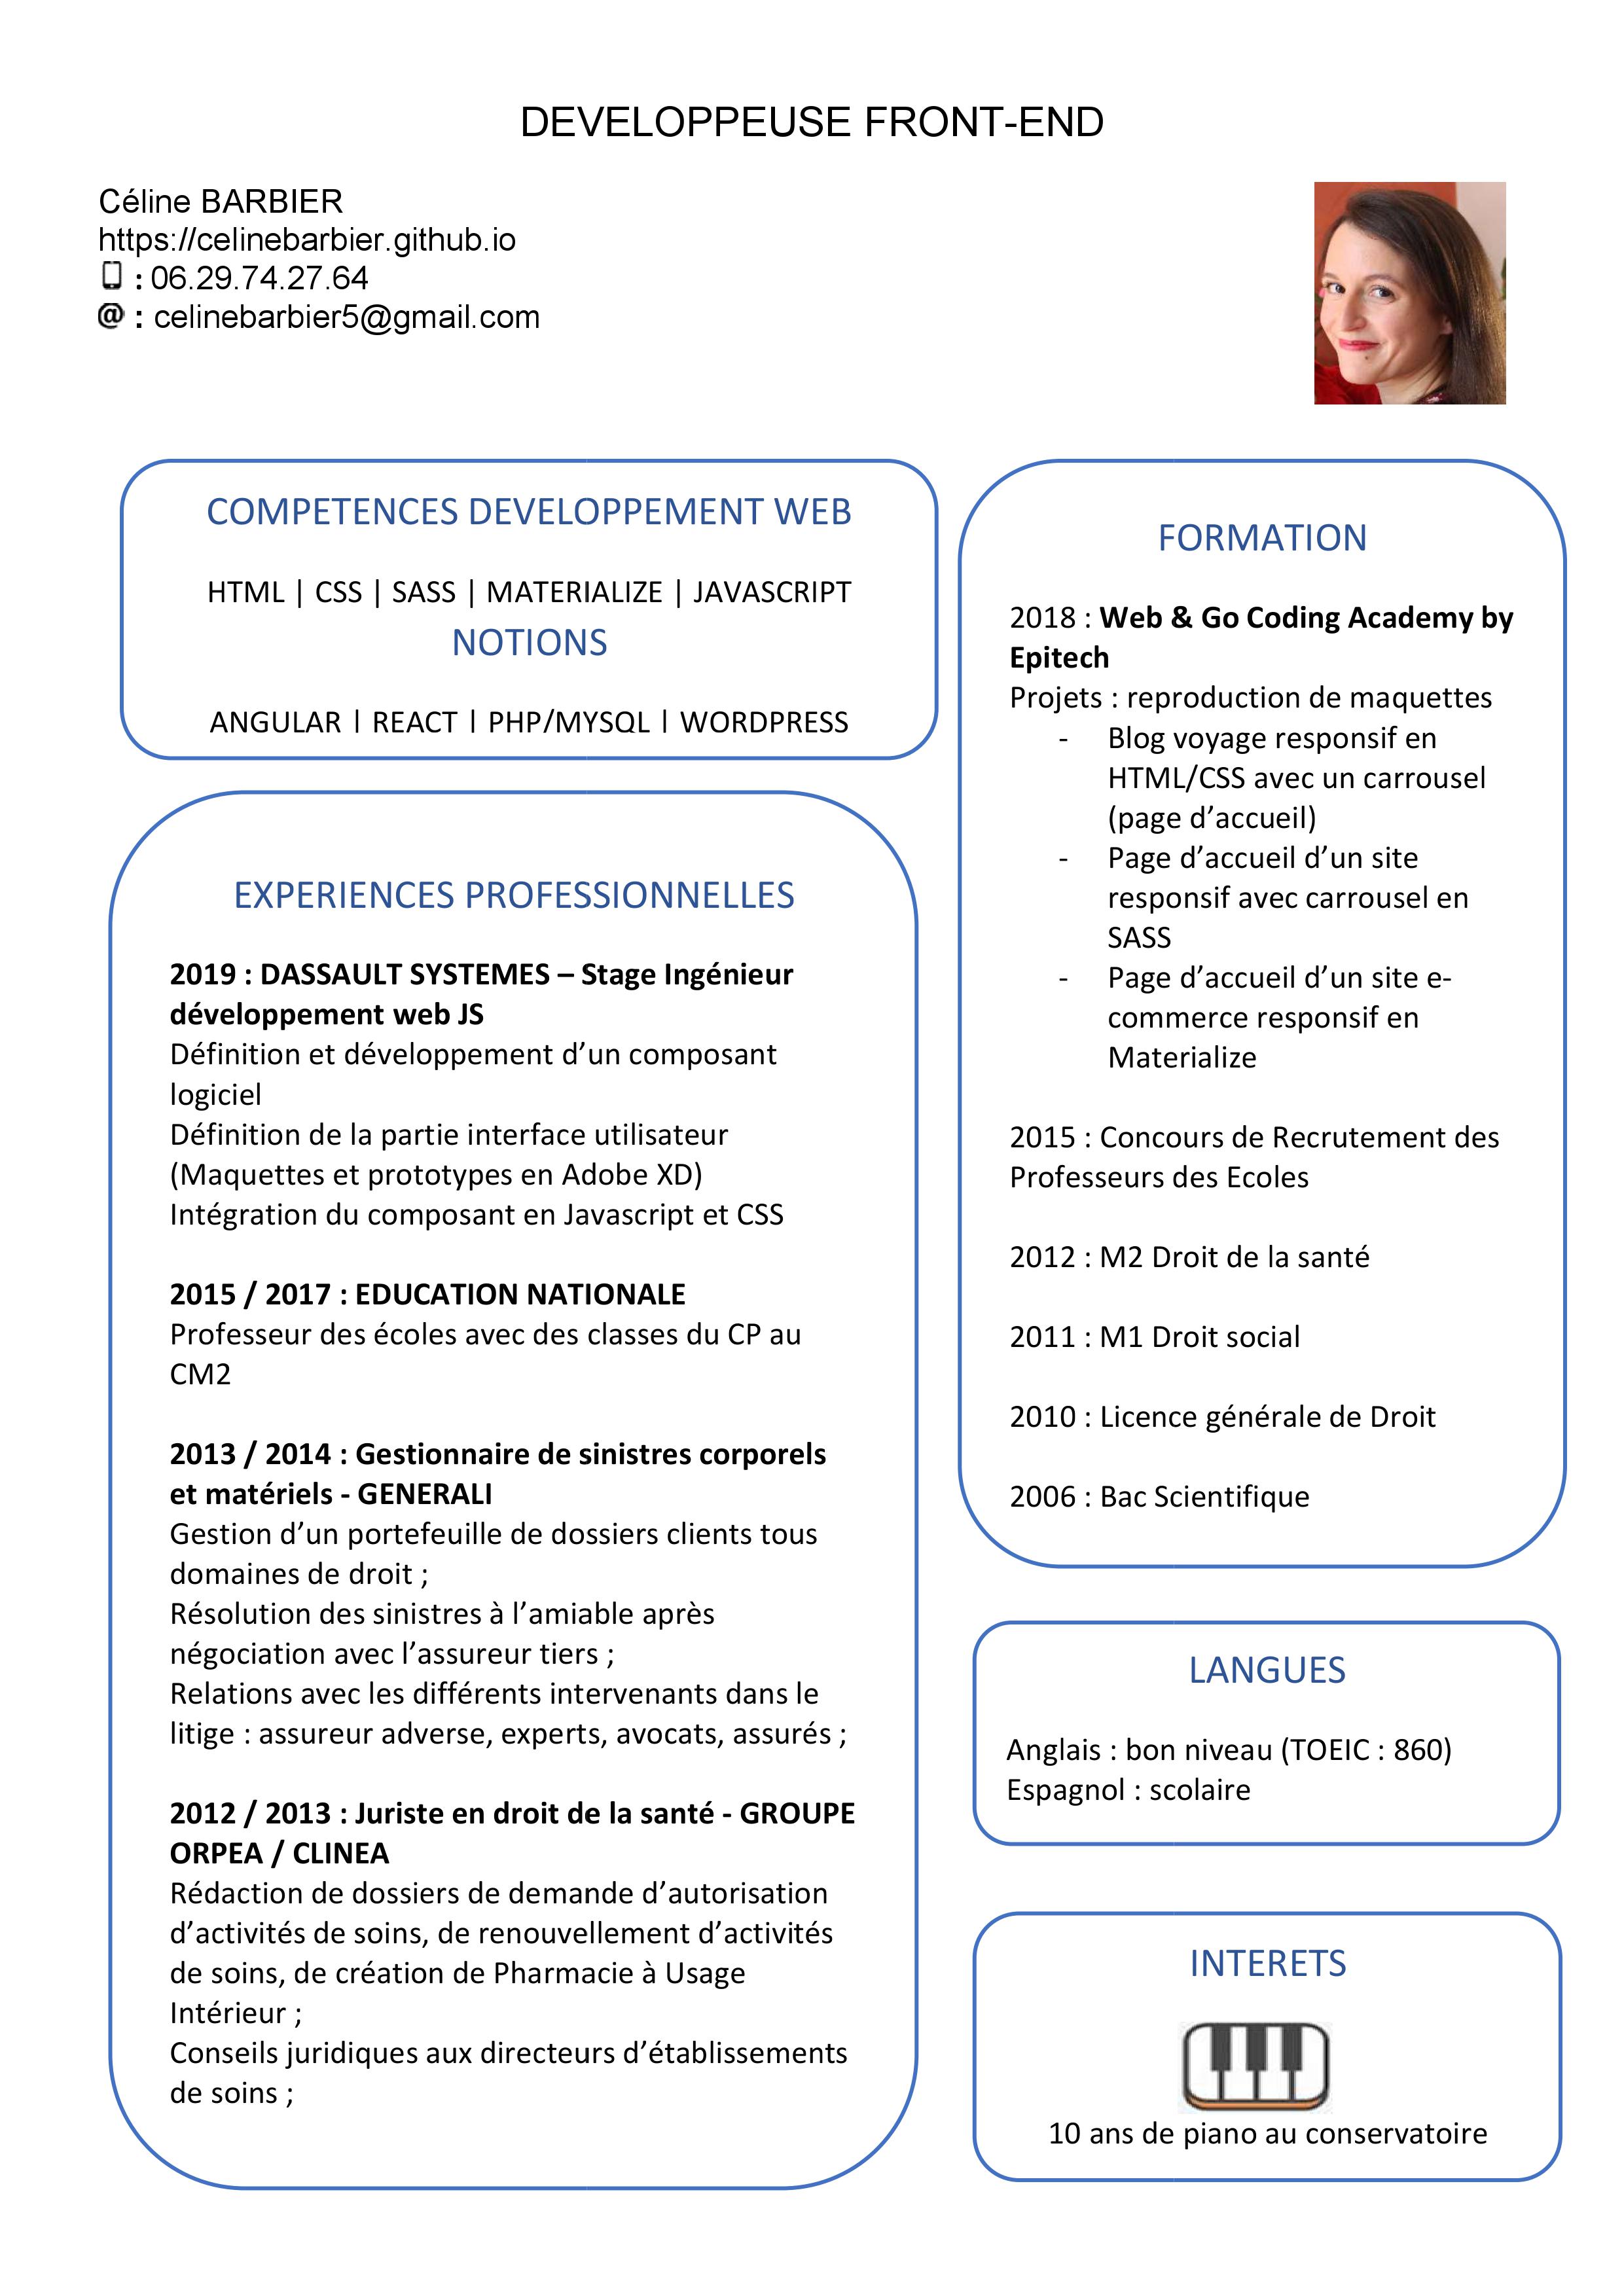 DEVELOPPEUSE FRONT-END
Céline BARBIER
https://celinebarbier.github.io
: 06.29.74.27.64
@ : celinebarbier5@gmail.com
COMPETENCES DEVELOPPEMENT WEB
HTML | CSS | SASS | MATERIALIZE | JAVASCRIPT
NOTIONS
ANGULAR l REACT l PHP/MYSQL l WORDPRESS
EXPERIENCES PROFESSIONNELLES
2019 : DASSAULT SYSTEMES – Stage Ingénieur
développement web JS
Définition et développement d’un composant
logiciel
Définition de la partie interface utilisateur
(Maquettes et prototypes en Adobe XD)
Intégration du composant en Javascript et CSS
2015 / 2017 : EDUCATION NATIONALE
Professeur des écoles avec des classes du CP au
CM2
2013 / 2014 : Gestionnaire de sinistres corporels
et matériels - GENERALI
Gestion d’un portefeuille de dossiers clients tous
domaines de droit ;
Résolution des sinistres à l’amiable après
négociation avec l’assureur tiers ;
Relations avec les différents intervenants dans le
litige : assureur adverse, experts, avocats, assurés ;
2012 / 2013 : Juriste en droit de la santé - GROUPE
ORPEA / CLINEA
Rédaction de dossiers de demande d’autorisation
d’activités de soins, de renouvellement d’activités
de soins, de création de Pharmacie à Usage
Intérieur ;
Conseils juridiques aux directeurs d’établissements
de soins ;
FORMATION
2018 : Web & Go Coding Academy by
Epitech
Projets : reproduction de maquettes
- Blog voyage responsif en
HTML/CSS avec un carrousel
(page d’accueil)
- Page d’accueil d’un site
responsif avec carrousel en
SASS
- Page d’accueil d’un site e-
commerce responsif en
Materialize
2015 : Concours de Recrutement des
Professeurs des Ecoles
2012 : M2 Droit de la santé
2011 : M1 Droit social
2010 : Licence générale de Droit
2006 : Bac Scientifique
LANGUES
Anglais : bon niveau (TOEIC : 860)
Espagnol : scolaire
INTERETS
10 ans de piano au conservatoire